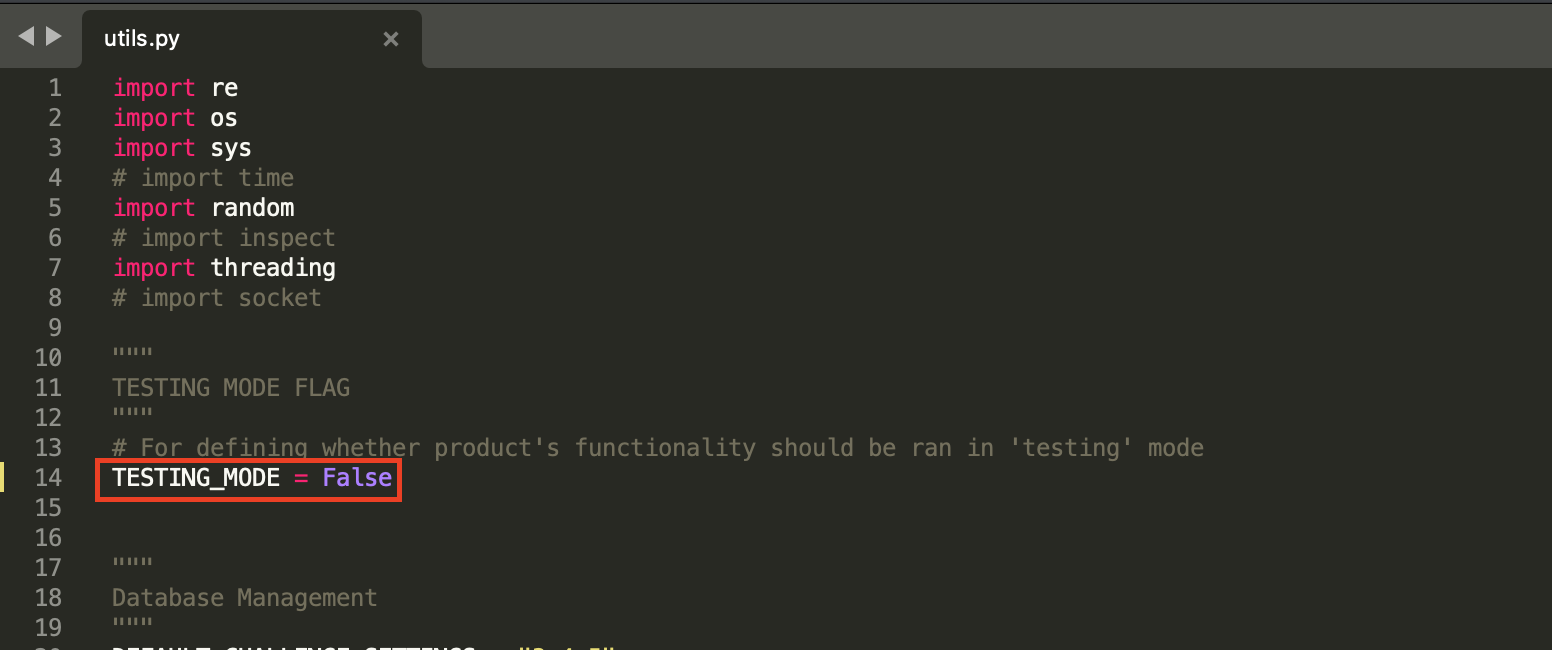 utils.py
1 import re
2 import os
3 import sys
4 # import time
5 import random
6 # import inspect
7 import threading
8 # import socket
9
10 """
11 TESTING MODE FLAG
12 """
13 # For defining whether product's functionality should be ran in 'testing' mode
14 TESTING_MODE = False
15
16
17 """
18 Database Management
19 """